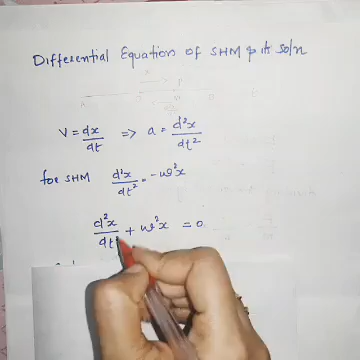 Differential Equation of SHM & its soln
V = dx/dt => a = d²x/dt²
for SHM d²x/dt² = -ω²x
d²x/dt² + ω²x = 0